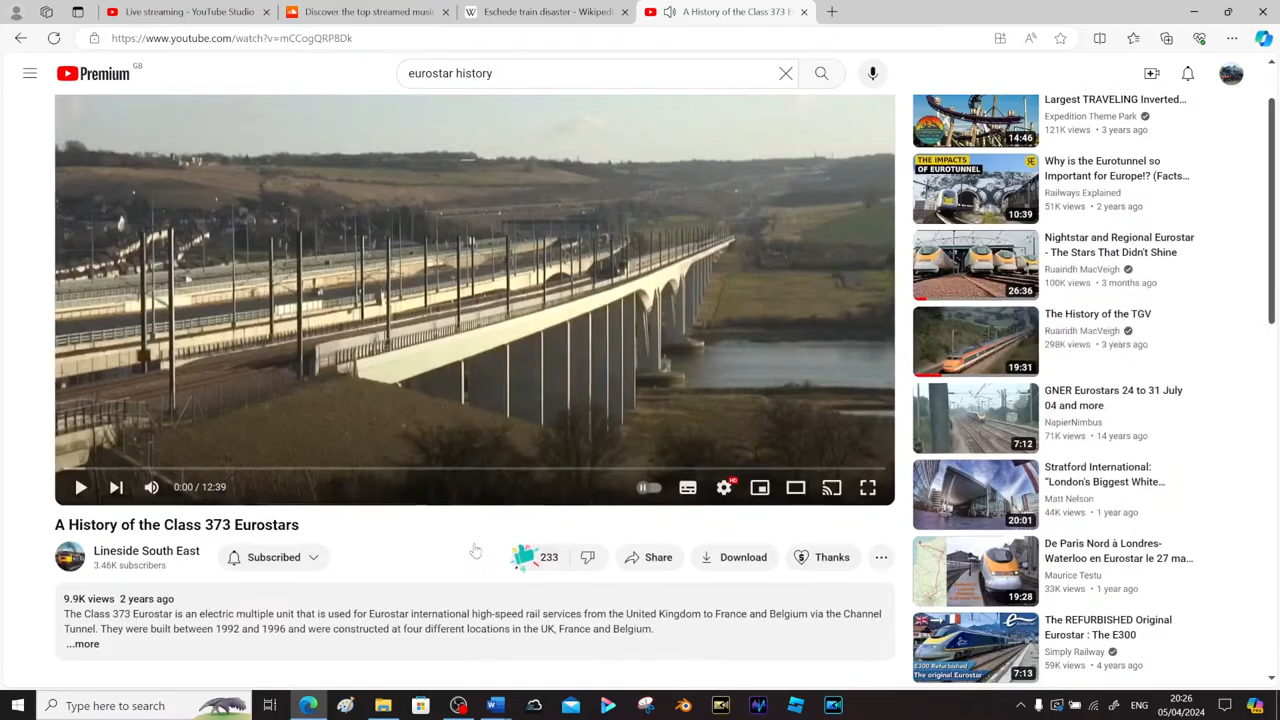 streaming - YouTube Studio
Discover the top streamed musi
W Eschede train disaster - Wikiped
A History of the Class 373 E
https://www.youtube.com/watch?v=mCCogQRP8Dk
Premium GB
eurostar history
Largest TRAVELING Inverted...
Expedition Theme Park
121K views • 3 years ago
14:46
THE IMPACTS
OF EUROTUNNEL
10:39
Why is the Eurotunnel so
Important for Europe!? (Facts...
Railways Explained
51K views • 2 years ago
26:36
Nightstar and Regional Eurostar
- The Stars That Didn't Shine
Ruairidh MacVeigh
100K views • 3 months ago
19:31
The History of the TGV
Ruairidh MacVeigh
298K views • 3 years ago
7:12
GNER Eurostars 24 to 31 July
04 and more
NapierNimbus
71K views • 14 years ago
20:01
Stratford International:
"London's Biggest White...
Matt Nelson
44K views • 1 year ago
19:28
De Paris Nord à Londres-
Waterloo en Eurostar le 27 ma...
Maurice Testu
33K views • 1 year ago
E300 Refurbished
The original Eurostar
7:13
The REFURBISHED Original
Eurostar : The E300
Simply Railway
59K views • 4 years ago
0:00 / 12:39
HD
A History of the Class 373 Eurostars
Lineside South East
3.46K subscribers
Subscribed
233
Share
Download
Thanks
9.9K views 2 years ago
The Class 373 Eurostar is an electric multiple unit that is used for Eurostar international high-speed rail services from the United Kingdom to France and Belgium via the Channel
Tunnel. They were built between 1992 and 1996 and were constructed at four different locations in the UK, France and Belgium.
...more
Type here to search
ENG
20:26
05/04/2024